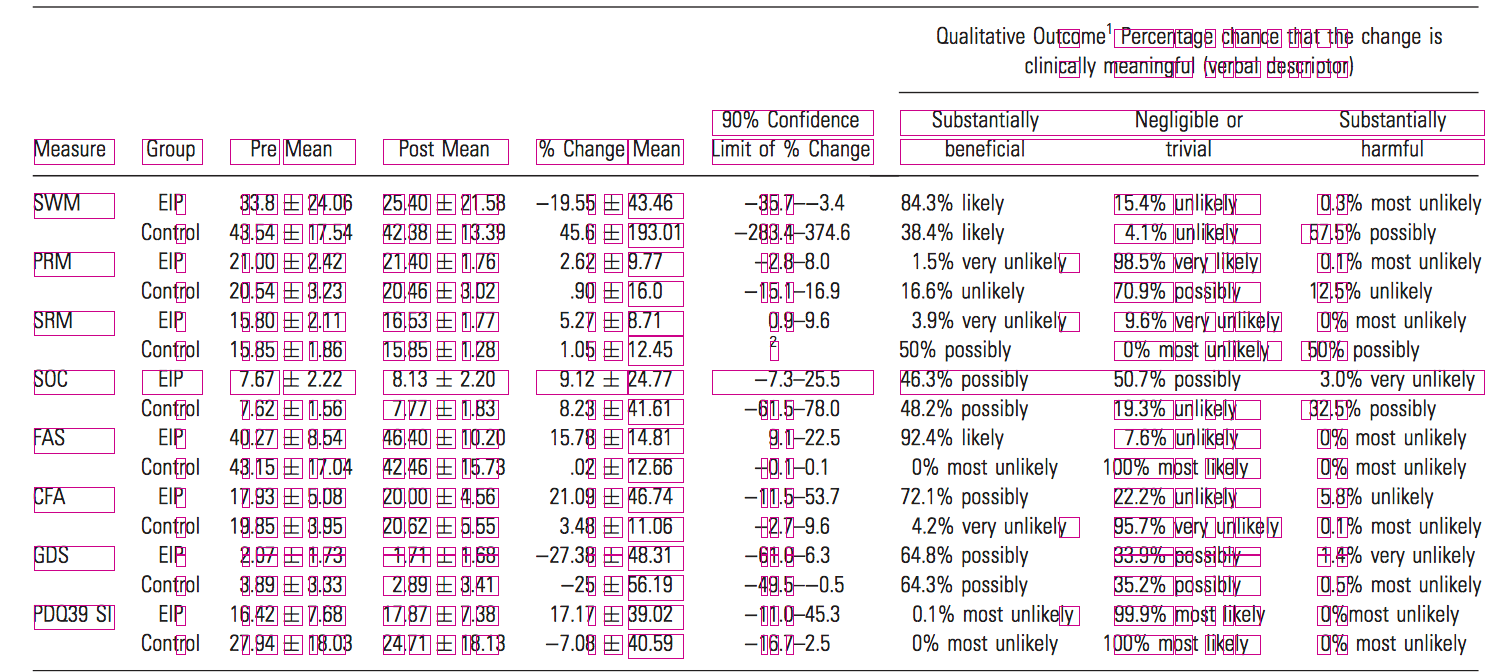 Qualitative Outcome1 Percentage chance that the change is
clinically meaningful (verbal descriptor)
90% Confidence Substantially Negligible or Substantially
Measure Group Pre Mean Post Mean % Change Mean Limit of % Change beneficial trivial harmful
SWM EIP 33.8 ± 24.06 25.40 ± 21.58 −19.55 ± 43.46 −35.7–−3.4 84.3% likely 15.4% unlikely 0.3% most unlikely
Control 43.54 ± 17.54 42.38 ± 13.39 45.6 ± 193.01 −283.4–374.6 38.4% likely 4.1% unlikely 57.5% possibly
PRM EIP 21.00 ± 2.42 21.40 ± 1.76 2.62 ± 9.77 −2.8–8.0 1.5% very unlikely 98.5% very likely 0.1% most unlikely
Control 20.54 ± 3.23 20.46 ± 3.02 .90 ± 16.0 −15.1–16.9 16.6% unlikely 70.9% possibly 12.5% unlikely
SRM EIP 15.80 ± 2.11 16.53 ± 1.77 5.27 ± 8.71 0.9–9.6 3.9% very unlikely 9.6% very unlikely 0% most unlikely
Control 15.85 ± 1.86 15.85 ± 1.28 1.05 ± 12.45 2 50% possibly 0% most unlikely 50% possibly
SOC EIP 7.67 ± 2.22 8.13 ± 2.20 9.12 ± 24.77 −7.3–25.5 46.3% possibly 50.7% possibly 3.0% very unlikely
Control 7.62 ± 1.56 7.77 ± 1.83 8.23 ± 41.61 −61.5–78.0 48.2% possibly 19.3% unlikely 32.5% possibly
FAS EIP 40.27 ± 8.54 46.40 ± 10.20 15.78 ± 14.81 9.1–22.5 92.4% likely 7.6% unlikely 0% most unlikely
Control 43.15 ± 17.04 42.46 ± 15.73 .02 ± 12.66 −0.1–0.1 0% most unlikely 100% most likely 0% most unlikely
CFA EIP 17.93 ± 5.08 20.00 ± 4.56 21.09 ± 46.74 −11.5–53.7 72.1% possibly 22.2% unlikely 5.8% unlikely
Control 19.85 ± 3.95 20.62 ± 5.55 3.48 ± 11.06 −2.7–9.6 4.2% very unlikely 95.7% very unlikely 0.1% most unlikely
GDS EIP 2.07 ± 1.73 1.71 ± 1.68 −27.38 ± 48.31 −61.0–6.3 64.8% possibly 33.9% possibly 1.4% very unlikely
Control 3.89 ± 3.33 2.89 ± 3.41 −25 ± 56.19 −49.5–−0.5 64.3% possibly 35.2% possibly 0.5% most unlikely
PDQ39 SI EIP 16.42 ± 7.68 17.87 ± 7.38 17.17 ± 39.02 −11.0–45.3 0.1% most unlikely 99.9% most likely 0%most unlikely
Control 27.94 ± 18.03 24.71 ± 18.13 −7.08 ± 40.59 −16.7–2.5 0% most unlikely 100% most likely 0% most unlikely